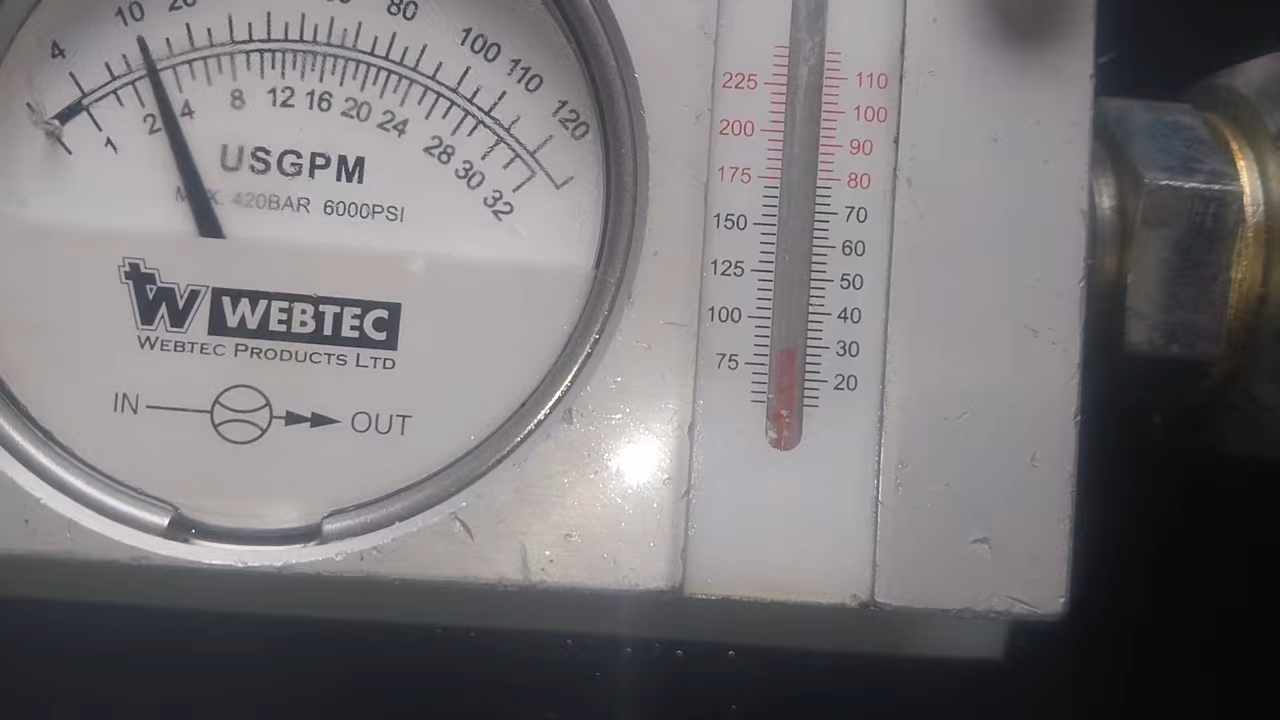 4 10 20 80 100 110 120
1 2 4 8 12 16 20 24 28 30 32
USGPM
420BAR 6000PSI
WEBTEC
WEBTEC PRODUCTS LTD
IN OUT
225 110
200 100
90
175 80
150 70
60
125 50
100 40
75 30
20